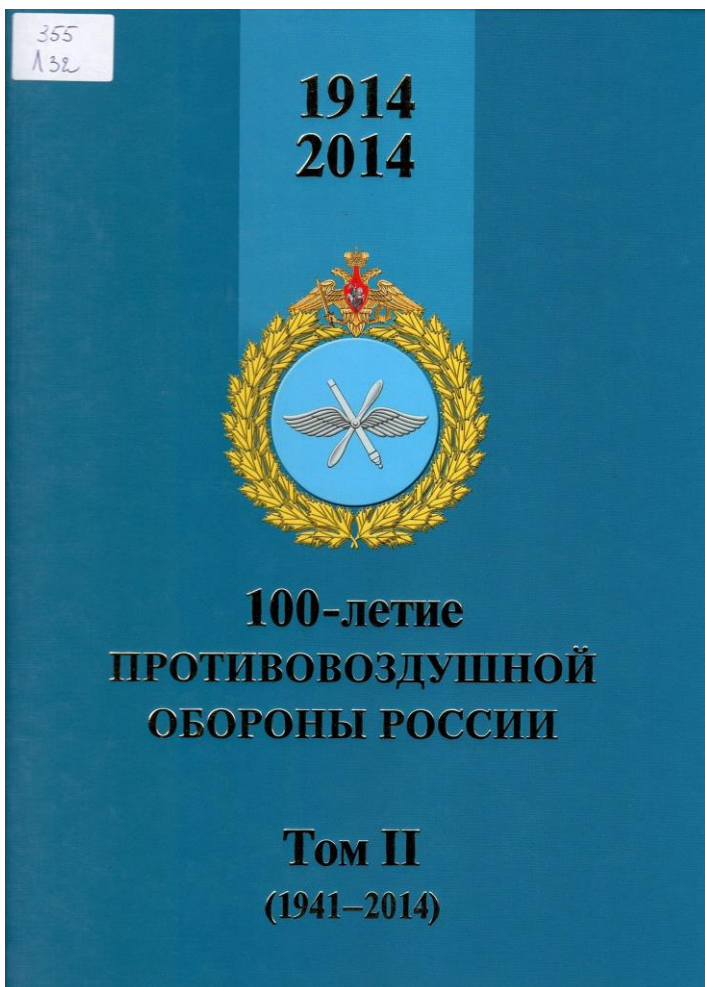 355
Л32
1914
2014
100-летие
ПРОТИВОВОЗДУШНОЙ
ОБОРОНЫ РОССИИ
Том II
(1941–2014)